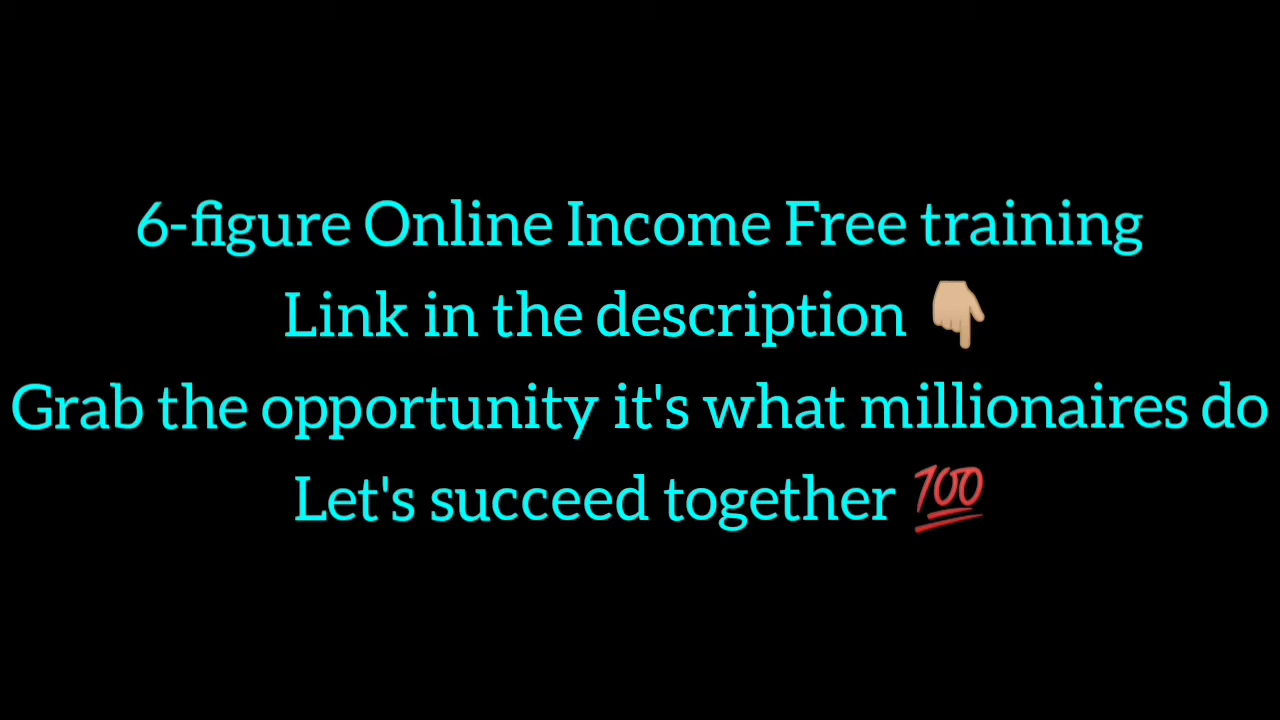 6-figure Online Income Free training
Link in the description 👇🏼
Grab the opportunity it's what millionaires do
Let's succeed together 💯